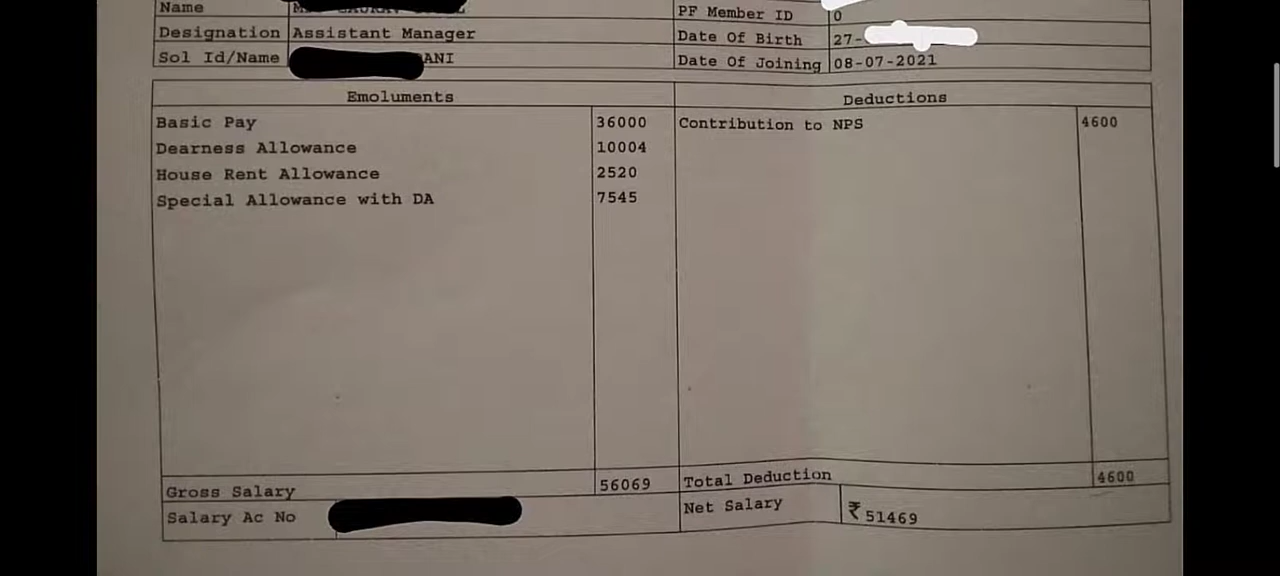 Name
PF Member ID 0
Designation Assistant Manager
Date Of Birth 27-
Sol Id/Name ANI
Date Of Joining 08-07-2021
Emoluments
Deductions
Basic Pay 36000
Contribution to NPS 4600
Dearness Allowance 10004
House Rent Allowance 2520
Special Allowance with DA 7545
Gross Salary 56069
Total Deduction 4600
Salary Ac No
Net Salary ₹51469